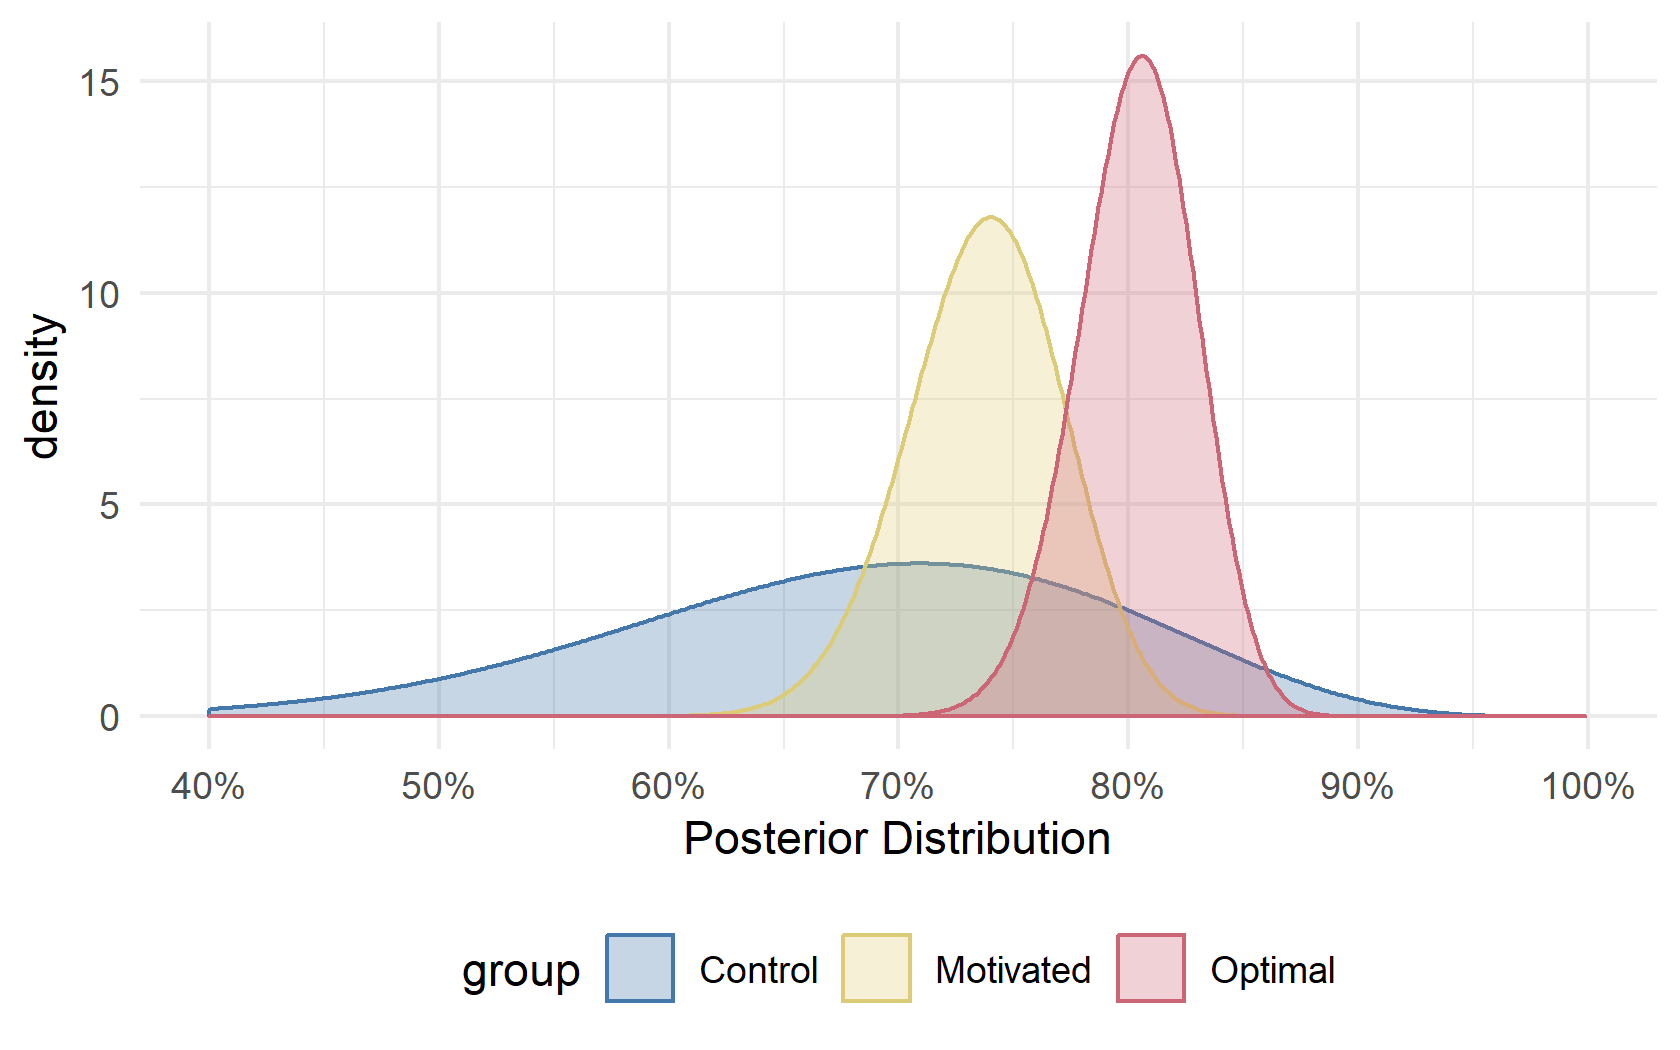 15
10
density
5
0
40% 50% 60% 70% 80% 90% 100%
Posterior Distribution
group Control Motivated Optimal